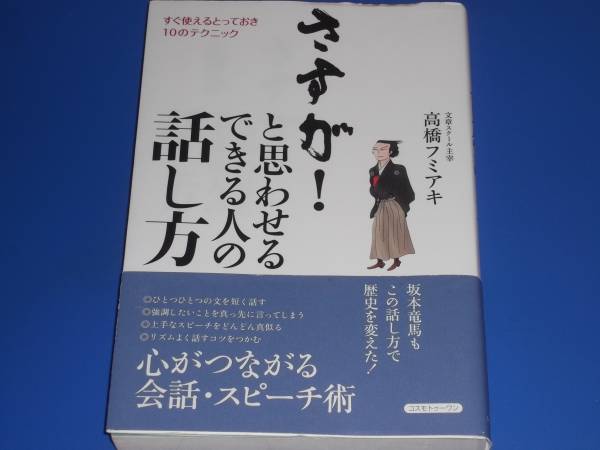 すぐ使えるとっておき
10のテクニック
さすが!
と思わせる
できる人の
話し方
文章スクール主宰
高橋フミアキ
坂本竜馬も
この話し方で
歴史を変えた!
◎ひとつひとつの文を短く話す
◎強調したいことを真っ先に言ってしまう
◎上手なスピーチをどんどん真似る
◎リズムよく話すコツをつかむ
心がつながる
会話・スピーチ術
コスモトゥーワン